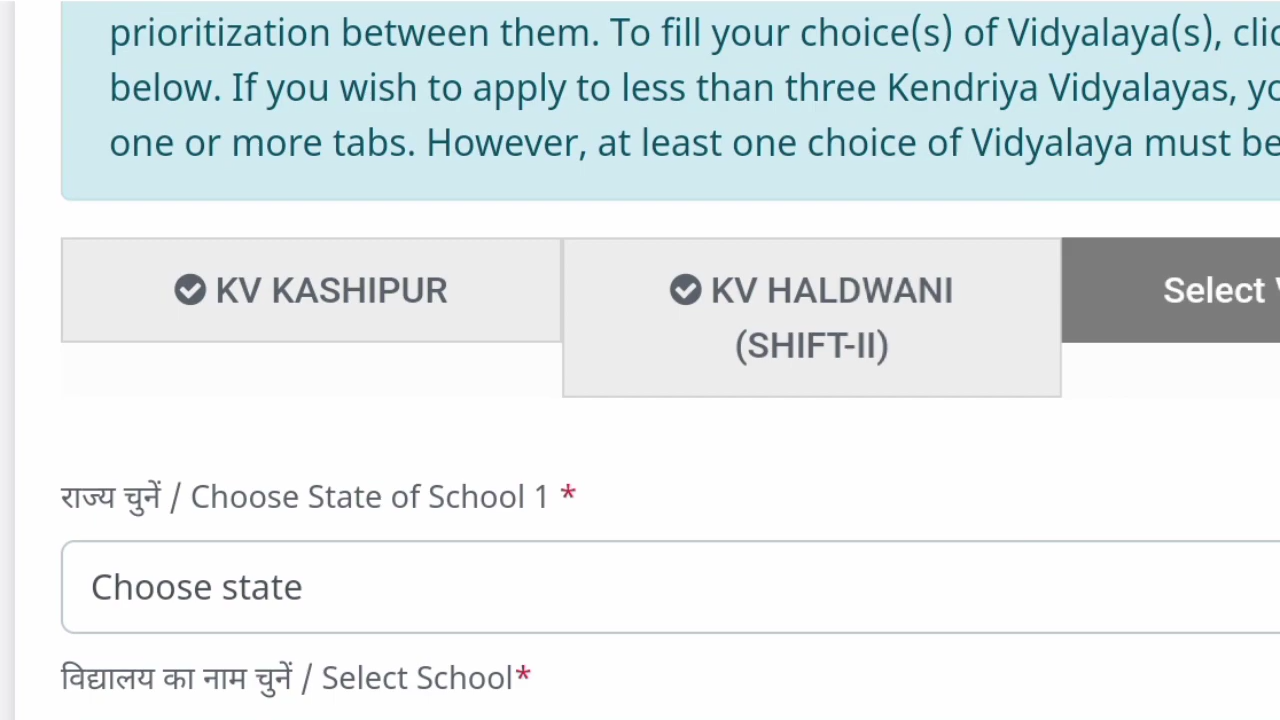 prioritization between them. To fill your choice(s) of Vidyalaya(s),
below. If you wish to apply to less than three Kendriya Vidyalayas,
one or more tabs. However, at least one choice of Vidyalaya must be
KV KASHIPUR
KV HALDWANI
(SHIFT-II)
Select
राज्य चुनें / Choose State of School 1 *
Choose state
विद्यालय का नाम चुनें / Select School*